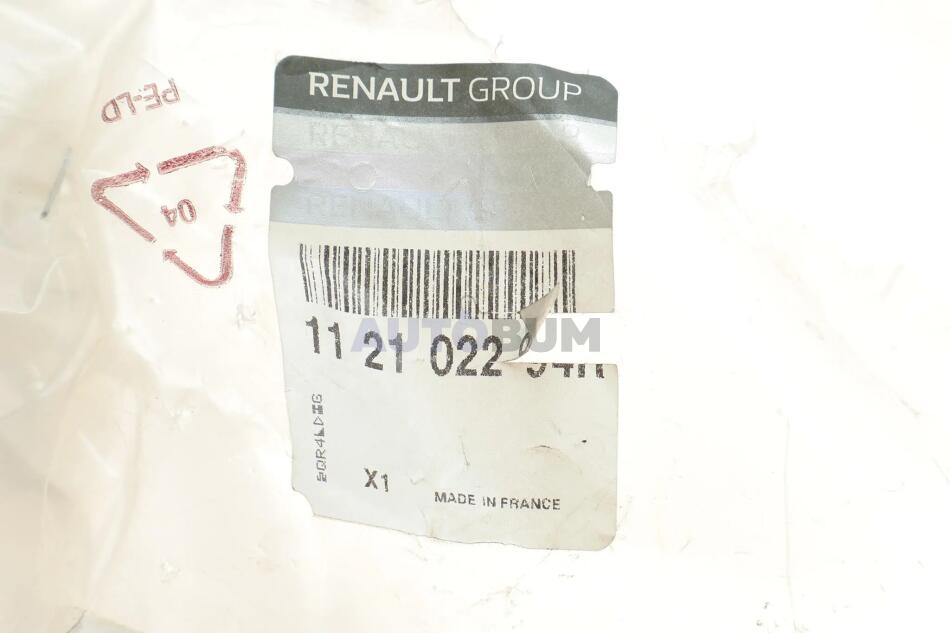 RENAULT GROUP
PE-LD
04
AUTOBUM
11 21 022
X1
MADE IN FRANCE